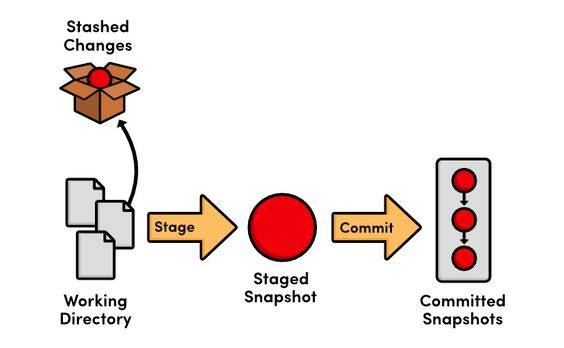 Stashed
Changes
Stage
Commit
Staged
Snapshot
Working
Directory
Committed
Snapshots